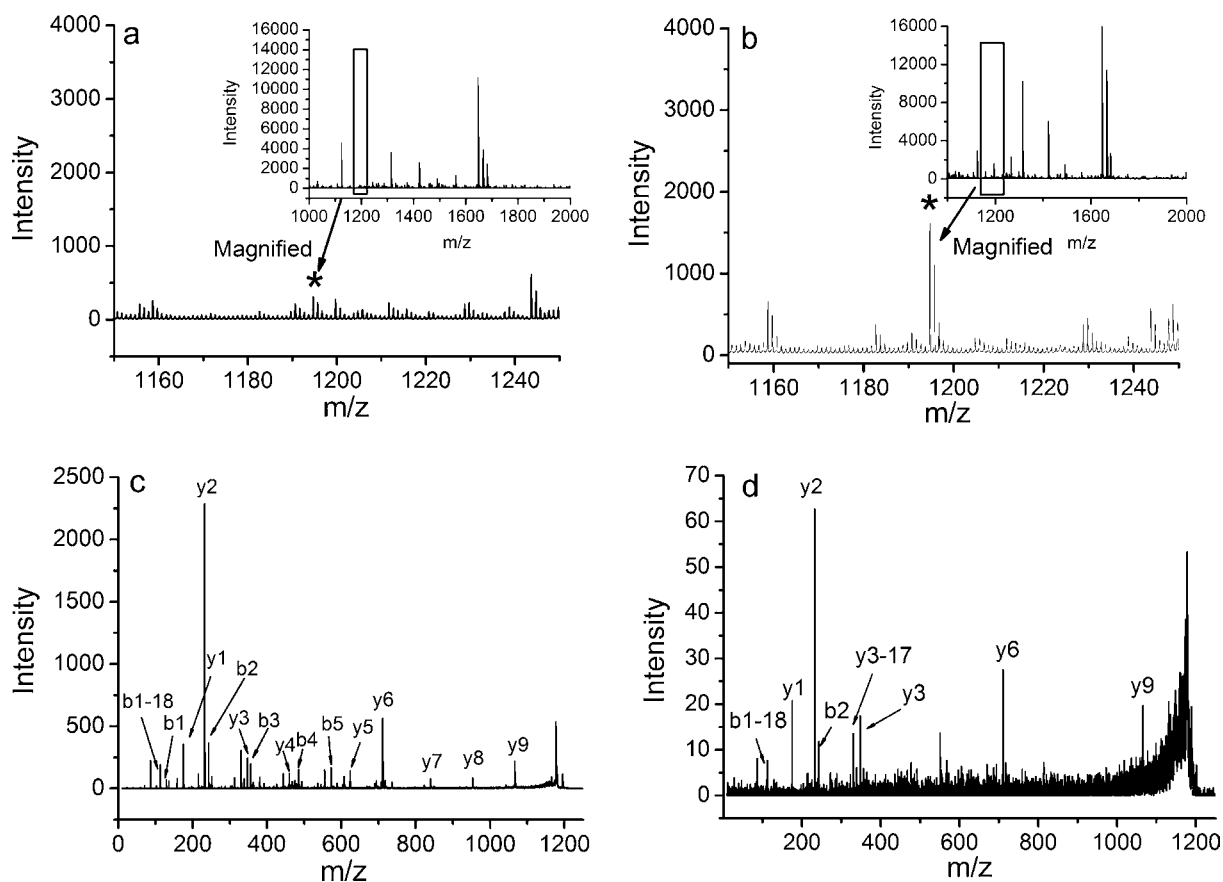 a
4000
3000
2000
1000
0
Intensity
1160 1180 1200 1220 1240
m/z
16000
14000
12000
10000
8000
6000
4000
2000
0
Intensity
1000 1200 1400 1600 1800 2000
m/z
Magnified
*
b
4000
3000
2000
1000
0
Intensity
1160 1180 1200 1220 1240
m/z
16000
12000
8000
4000
0
Intensity
1200 1400 1600 2000
m/z
Magnified
*
c
2500
2000
1500
1000
500
0
Intensity
y2
y1
b2
b1-18
b1
y3
b3
y4
b4
b5
y5
y6
y7
y8
y9
0 200 400 600 800 1000 1200
m/z
d
70
60
50
40
30
20
10
0
Intensity
y2
y3-17
y6
y1
y3
y9
b1-18
b2
200 400 600 800 1000 1200
m/z